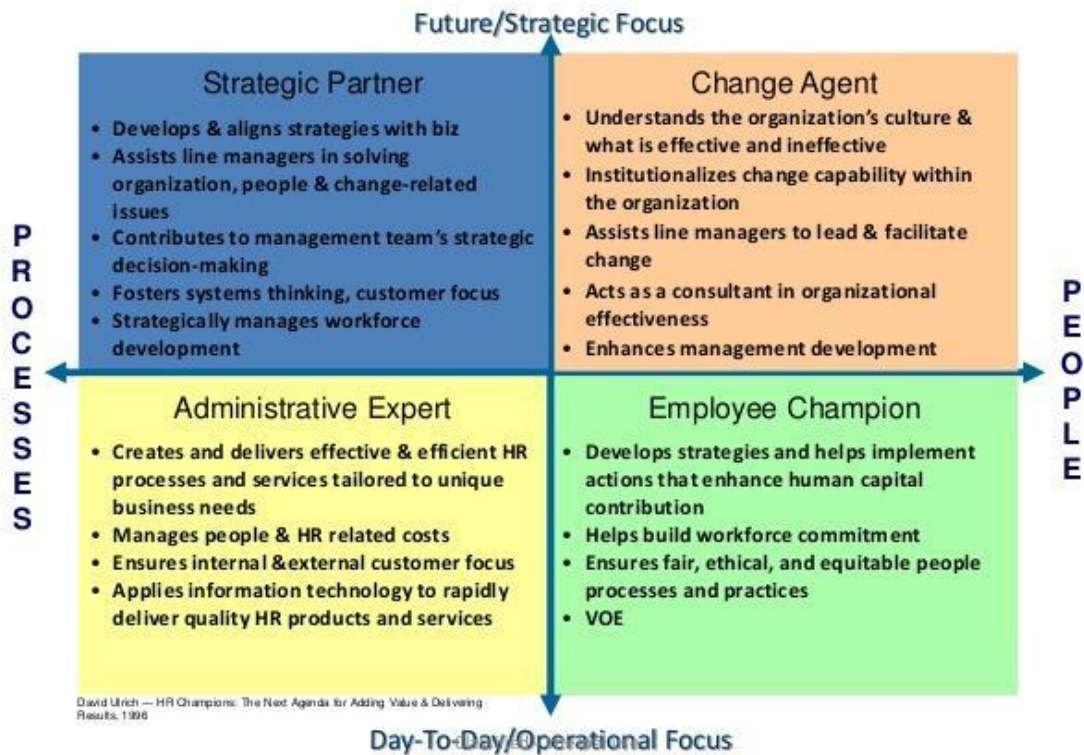 Future/Strategic Focus
Strategic Partner
• Develops & aligns strategies with biz
• Assists line managers in solving
organization, people & change-related
issues
• Contributes to management team's strategic
decision-making
• Fosters systems thinking, customer focus
• Strategically manages workforce
development
Change Agent
• Understands the organization's culture &
what is effective and ineffective
• Institutionalizes change capability within
the organization
• Assists line managers to lead & facilitate
change
• Acts as a consultant in organizational
effectiveness
• Enhances management development
PROCESSES
PEOPLE
Administrative Expert
• Creates and delivers effective & efficient HR
processes and services tailored to unique
business needs
• Manages people & HR related costs
• Ensures internal &external customer focus
• Applies information technology to rapidly
deliver quality HR products and services
Employee Champion
• Develops strategies and helps implement
actions that enhance human capital
contribution
• Helps build workforce commitment
• Ensures fair, ethical, and equitable people
processes and practices
• VOE
David Ulrich — HR Champions: The Next Agenda for Adding Value & Delivering
Results, 1996
Day-To-Day/Operational Focus